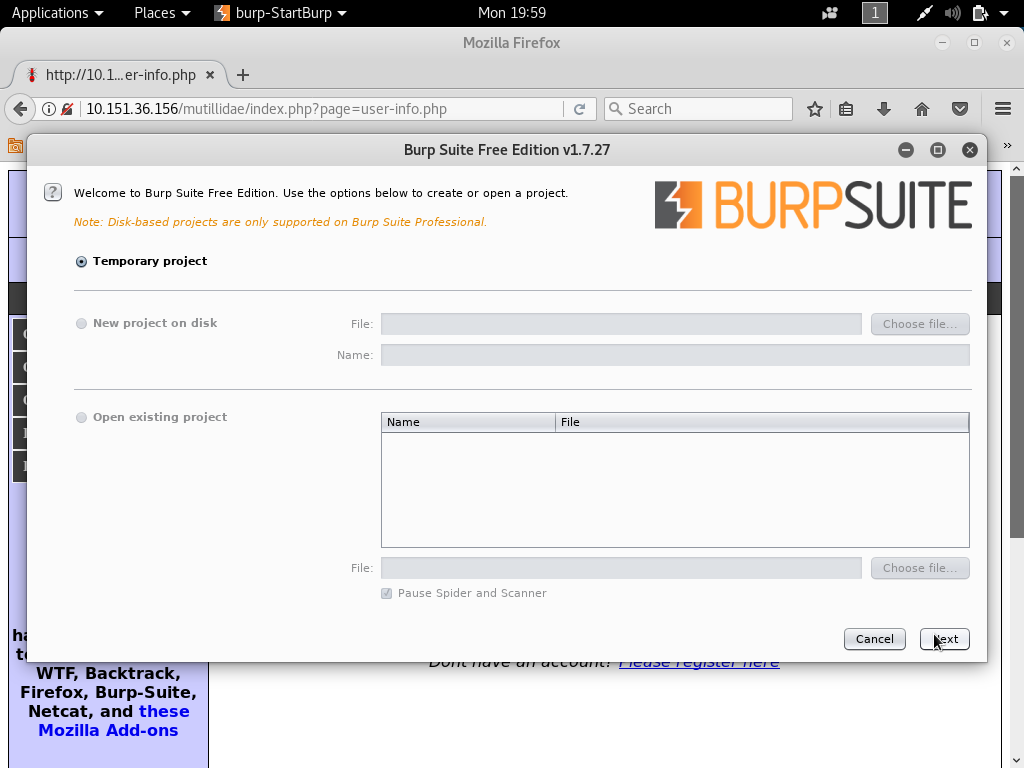 Applications Places burp-StartBurp Mon 19:59 1
Mozilla Firefox
http://10.1...er-info.php
10.151.36.156/mutillidae/index.php?page=user-info.php Search
Burp Suite Free Edition v1.7.27
? Welcome to Burp Suite Free Edition. Use the options below to create or open a project.
BURPSUITE
Note: Disk-based projects are only supported on Burp Suite Professional.
Temporary project
New project on disk File: Choose file...
Name:
Open existing project
Name File
File: Choose file...
Pause Spider and Scanner
Cancel Next
Dont have an account? Please register here
WTF, Backtrack,
Firefox, Burp-Suite,
Netcat, and these
Mozilla Add-ons